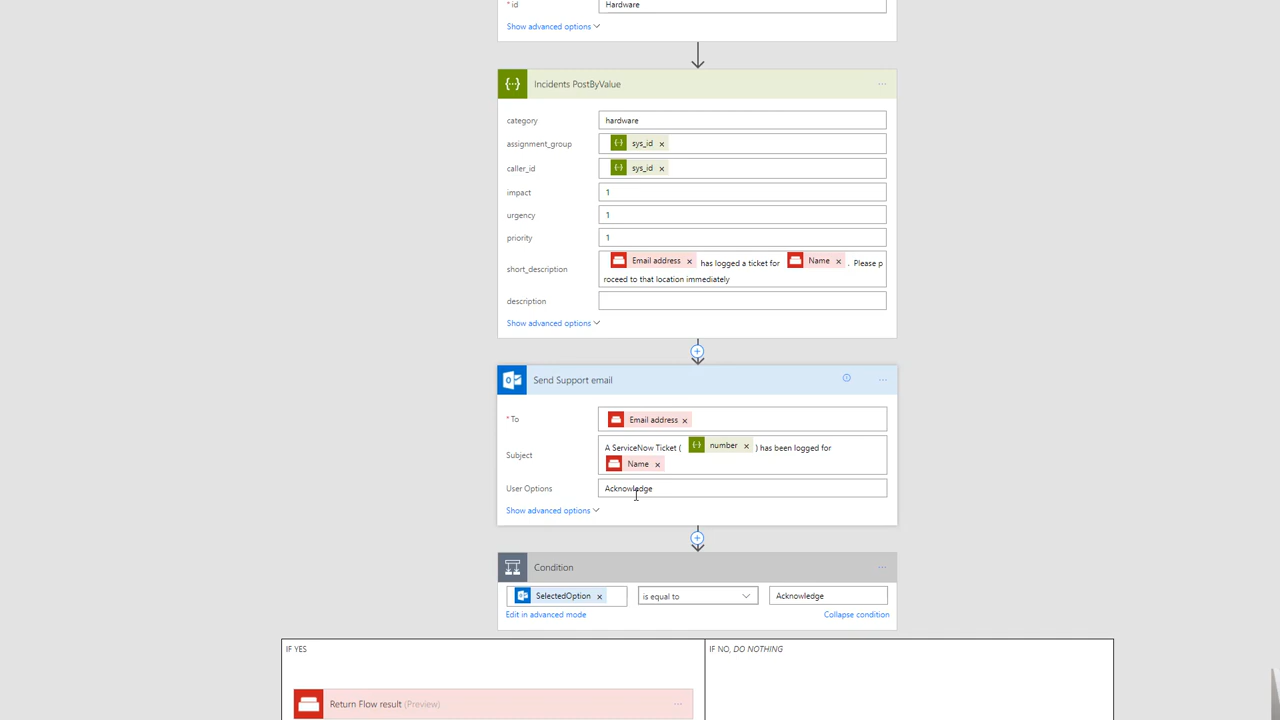 * id Hardware
Show advanced options
Incidents PostByValue ...
category hardware
assignment_group sys_id x
caller_id sys_id x
impact 1
urgency 1
priority 1
short_description Email address x has logged a ticket for Name x . Please p
roceed to that location immediately
description
Show advanced options
Send Support email ...
* To Email address x
Subject A ServiceNow Ticket ( number x ) has been logged for
Name x
User Options Acknowledge
Show advanced options
Condition ...
SelectedOption x is equal to Acknowledge
Edit in advanced mode Collapse condition
IF YES IF NO, DO NOTHING
Return Flow result (Preview) ...